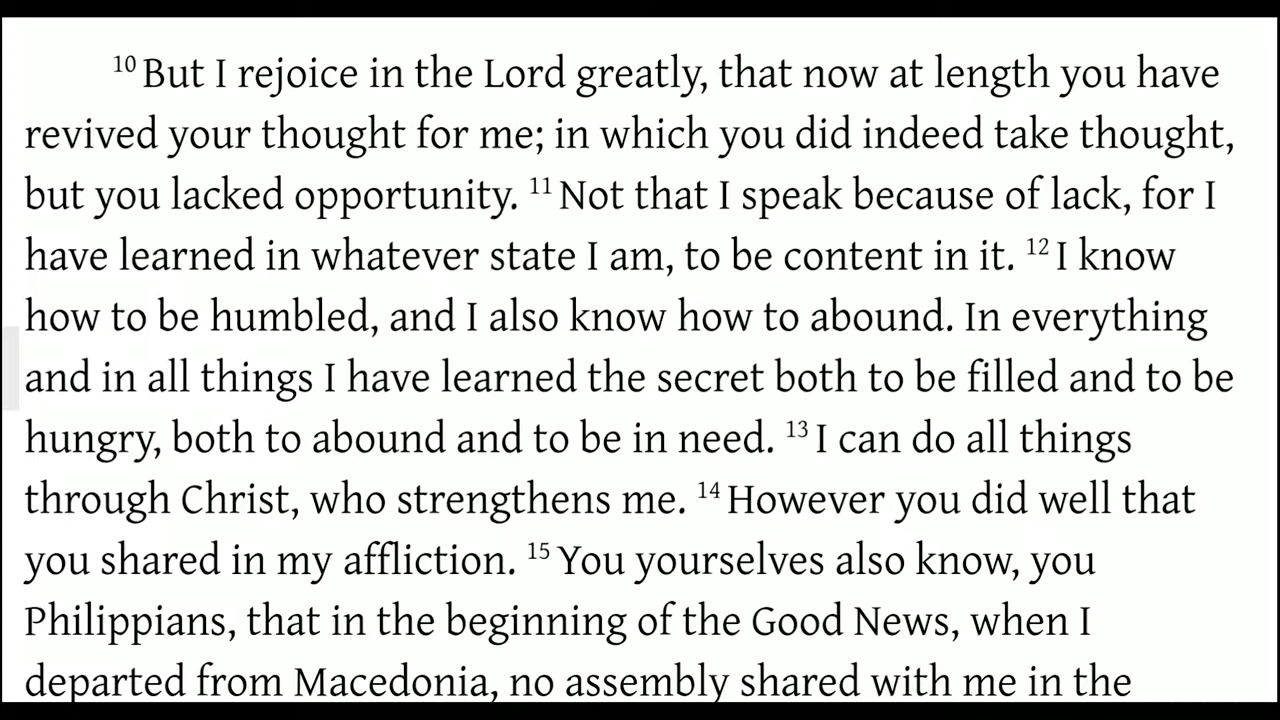 10 But I rejoice in the Lord greatly, that now at length you have
revived your thought for me; in which you did indeed take thought,
but you lacked opportunity. 11 Not that I speak because of lack, for I
have learned in whatever state I am, to be content in it. 12 I know
how to be humbled, and I also know how to abound. In everything
and in all things I have learned the secret both to be filled and to be
hungry, both to abound and to be in need. 13 I can do all things
through Christ, who strengthens me. 14 However you did well that
you shared in my affliction. 15 You yourselves also know, you
Philippians, that in the beginning of the Good News, when I
departed from Macedonia, no assembly shared with me in the